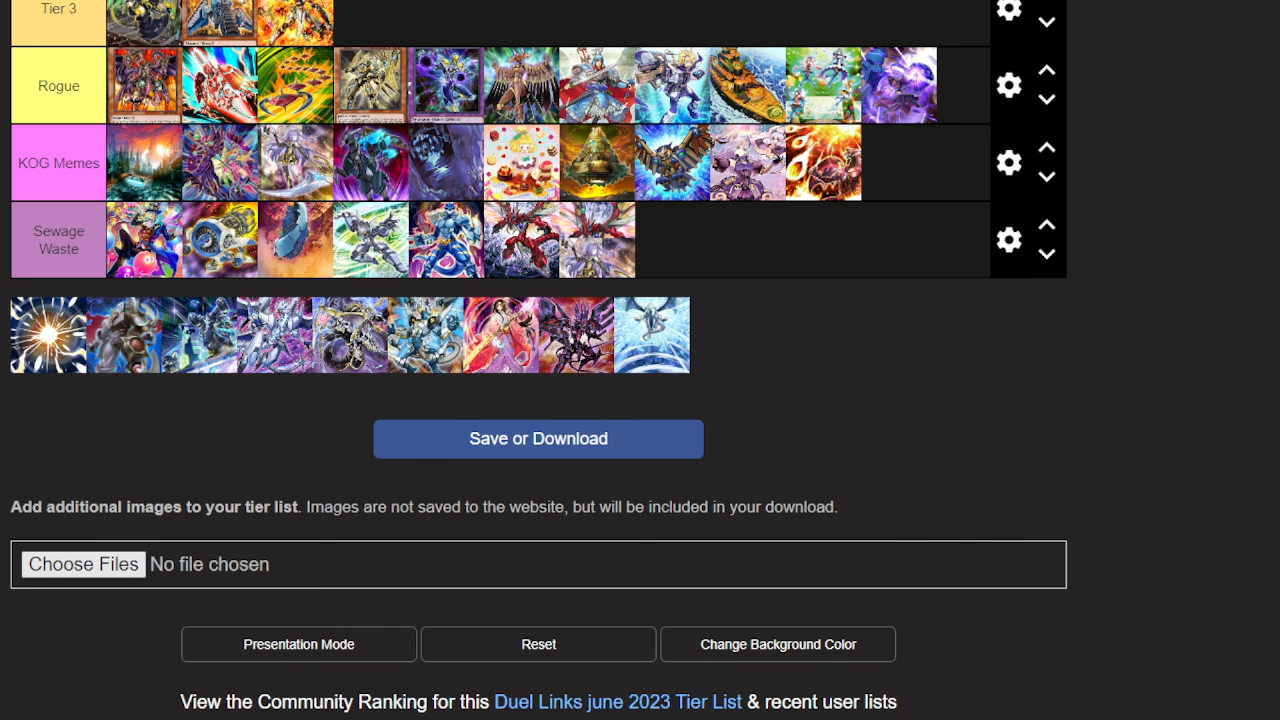 Tier 3
Rogue
KOG Memes
Sewage
Waste
Save or Download
Add additional images to your tier list. Images are not saved to the website, but will be included in your download.
Choose Files No file chosen
Presentation Mode
Reset
Change Background Color
View the Community Ranking for this Duel Links june 2023 Tier List & recent user lists